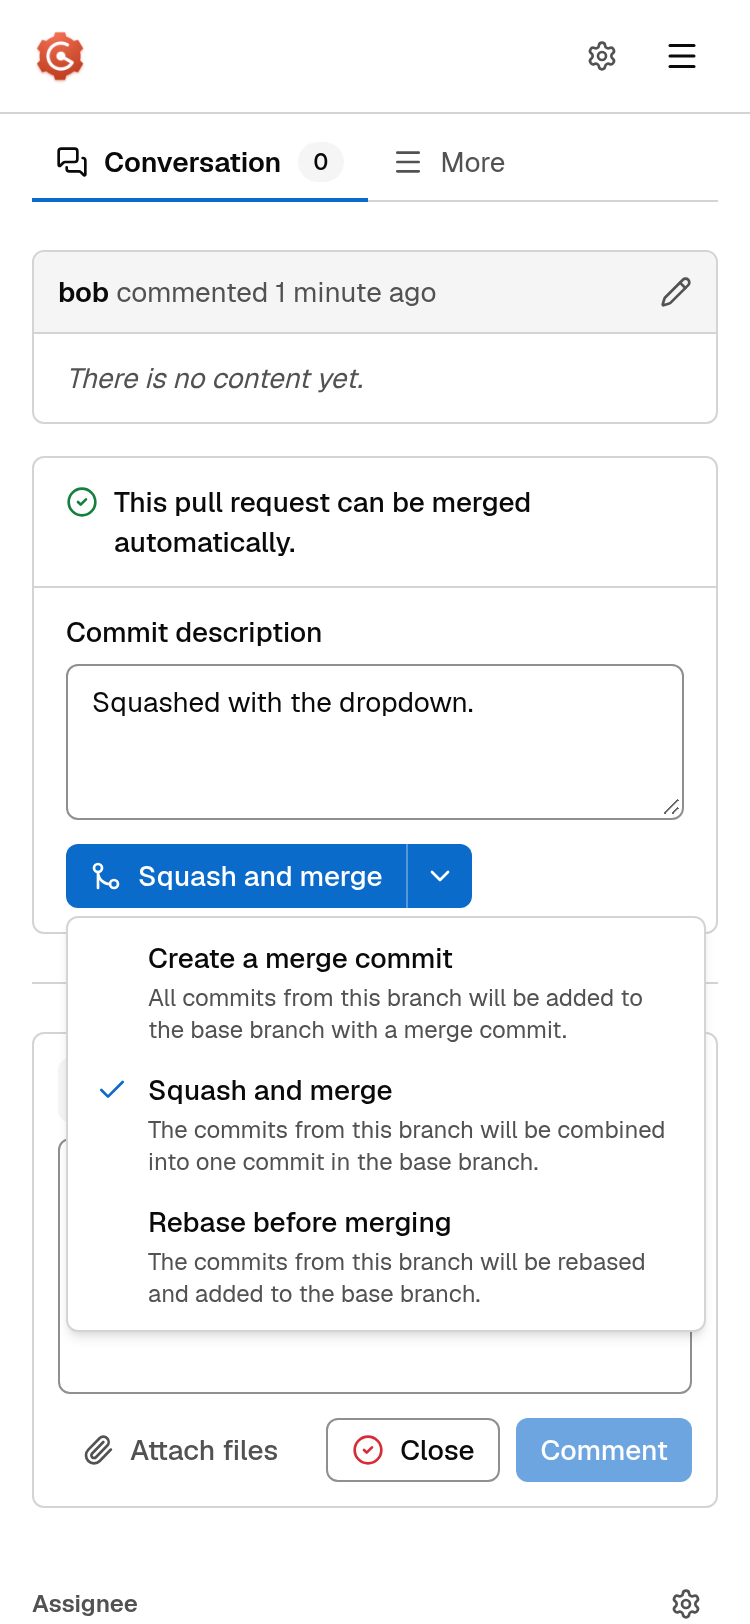 Conversation 0 More
bob commented 1 minute ago
There is no content yet.
This pull request can be merged
automatically.
Commit description
Squashed with the dropdown.
Squash and merge
Create a merge commit
All commits from this branch will be added to
the base branch with a merge commit.
Squash and merge
The commits from this branch will be combined
into one commit in the base branch.
Rebase before merging
The commits from this branch will be rebased
and added to the base branch.
Attach files Close Comment
Assignee